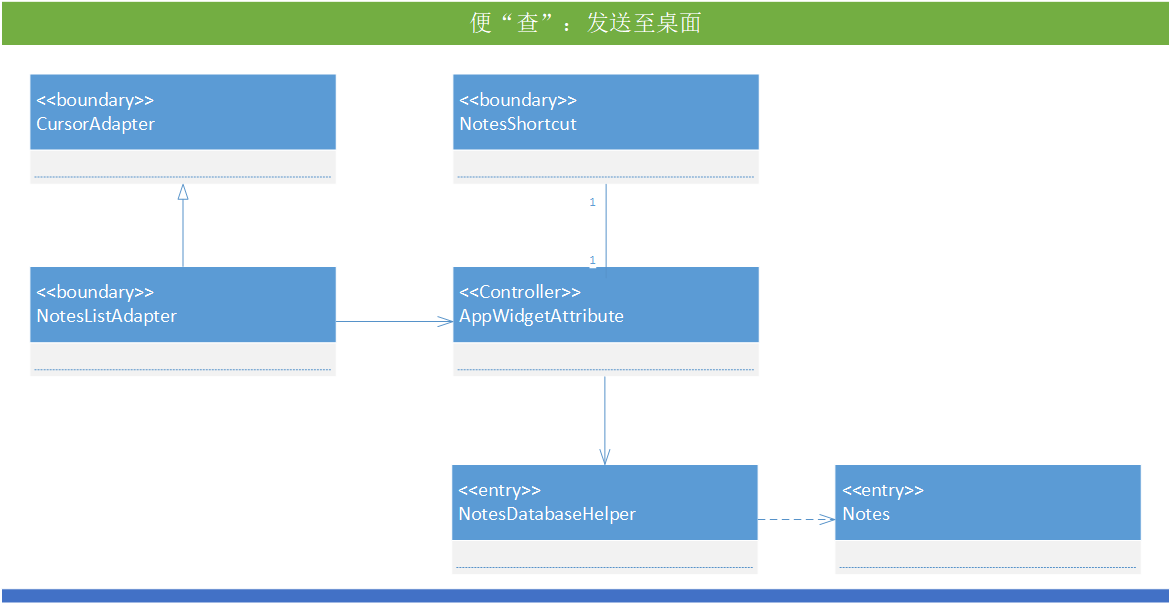 便“查”：发送至桌面
<<boundary>>
CursorAdapter
<<boundary>>
NotesShortcut
1
1
<<boundary>>
NotesListAdapter
<<Controller>>
AppWidgetAttribute
<<entry>>
NotesDatabaseHelper
<<entry>>
Notes